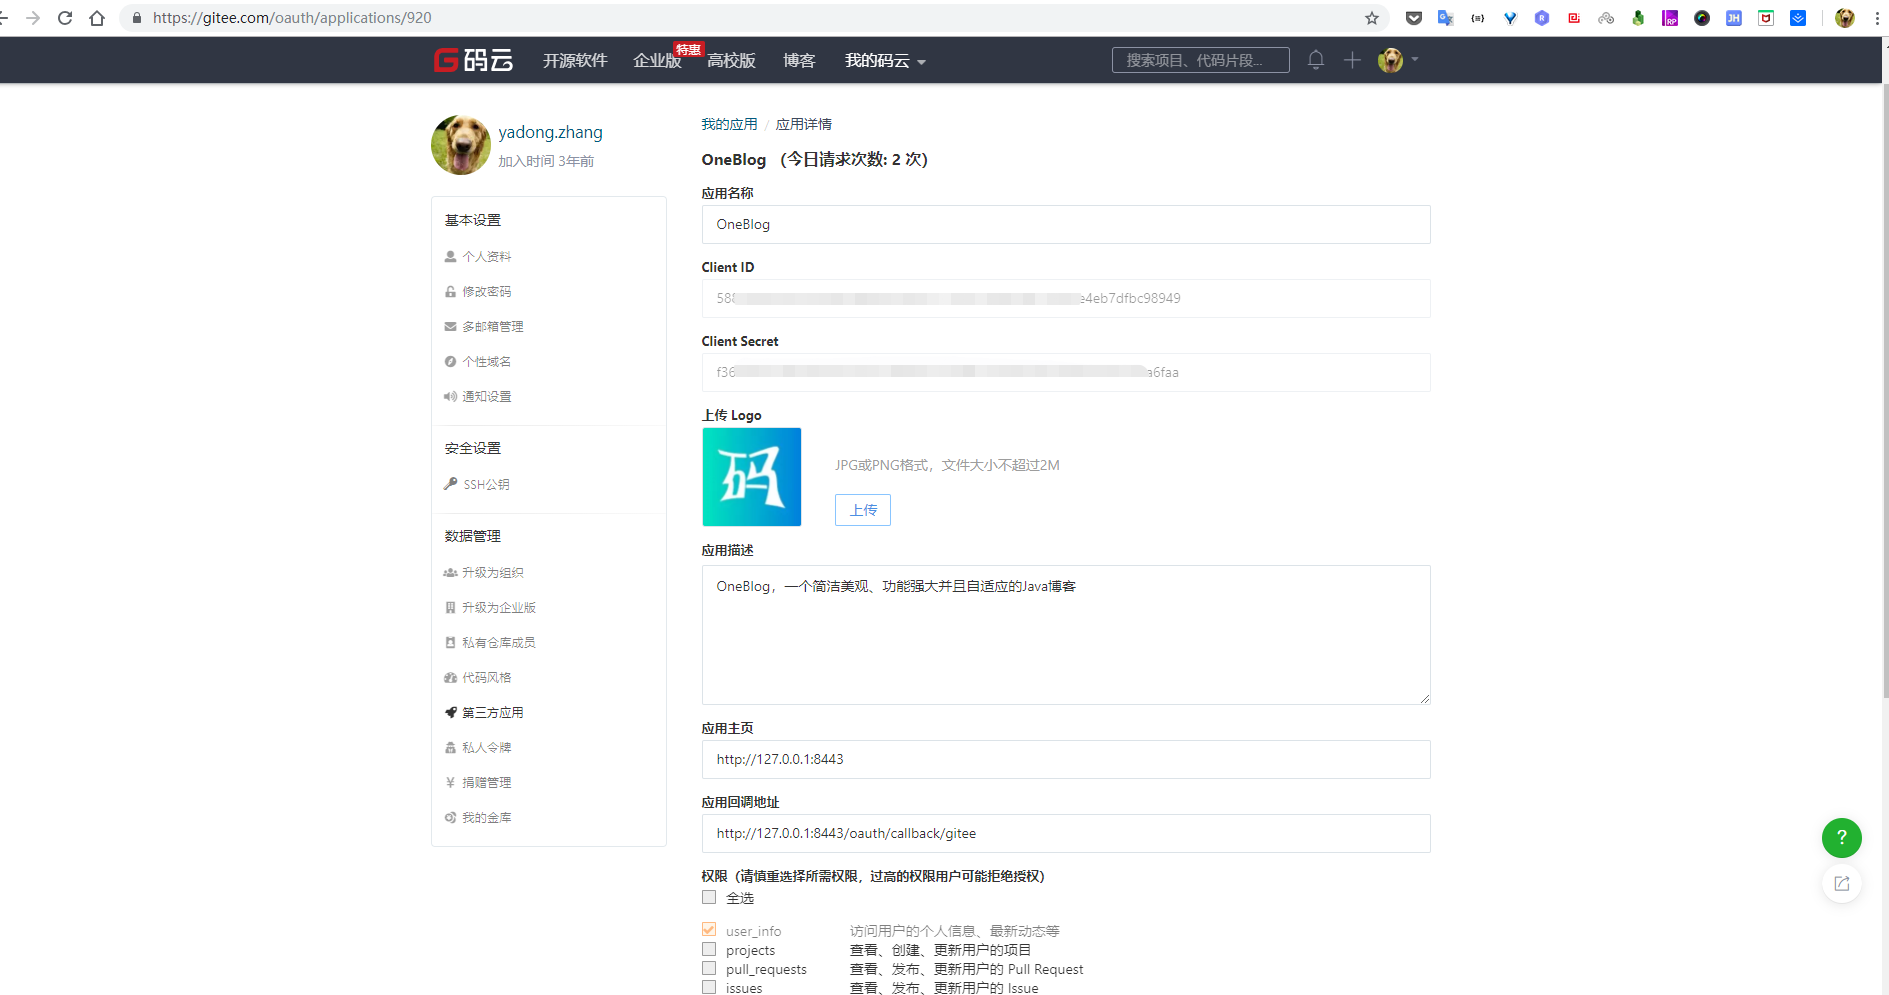 https://gitee.com/oauth/applications/920
码云
开源软件
企业版
特惠
高校版
博客
我的码云
搜索项目、代码片段...
yadong.zhang
加入时间 3年前
基本设置
个人资料
修改密码
多邮箱管理
个性域名
通知设置
安全设置
SSH公钥
数据管理
升级为组织
升级为企业版
私有仓库成员
代码风格
第三方应用
私人令牌
捐赠管理
我的金库
我的应用 / 应用详情
OneBlog （今日请求次数: 2 次）
应用名称
OneBlog
Client ID
588 e4eb7dfbc98949
Client Secret
f36 a6faa
上传 Logo
码
JPG或PNG格式，文件大小不超过2M
上传
应用描述
OneBlog，一个简洁美观、功能强大并且自适应的Java博客
应用主页
http://127.0.0.1:8443
应用回调地址
http://127.0.0.1:8443/oauth/callback/gitee
权限（请慎重选择所需权限，过高的权限用户可能拒绝授权）
全选
user_info 访问用户的个人信息、最新动态等
projects 查看、创建、更新用户的项目
pull_requests 查看、发布、更新用户的 Pull Request
issues 查看、发布、更新用户的 Issue